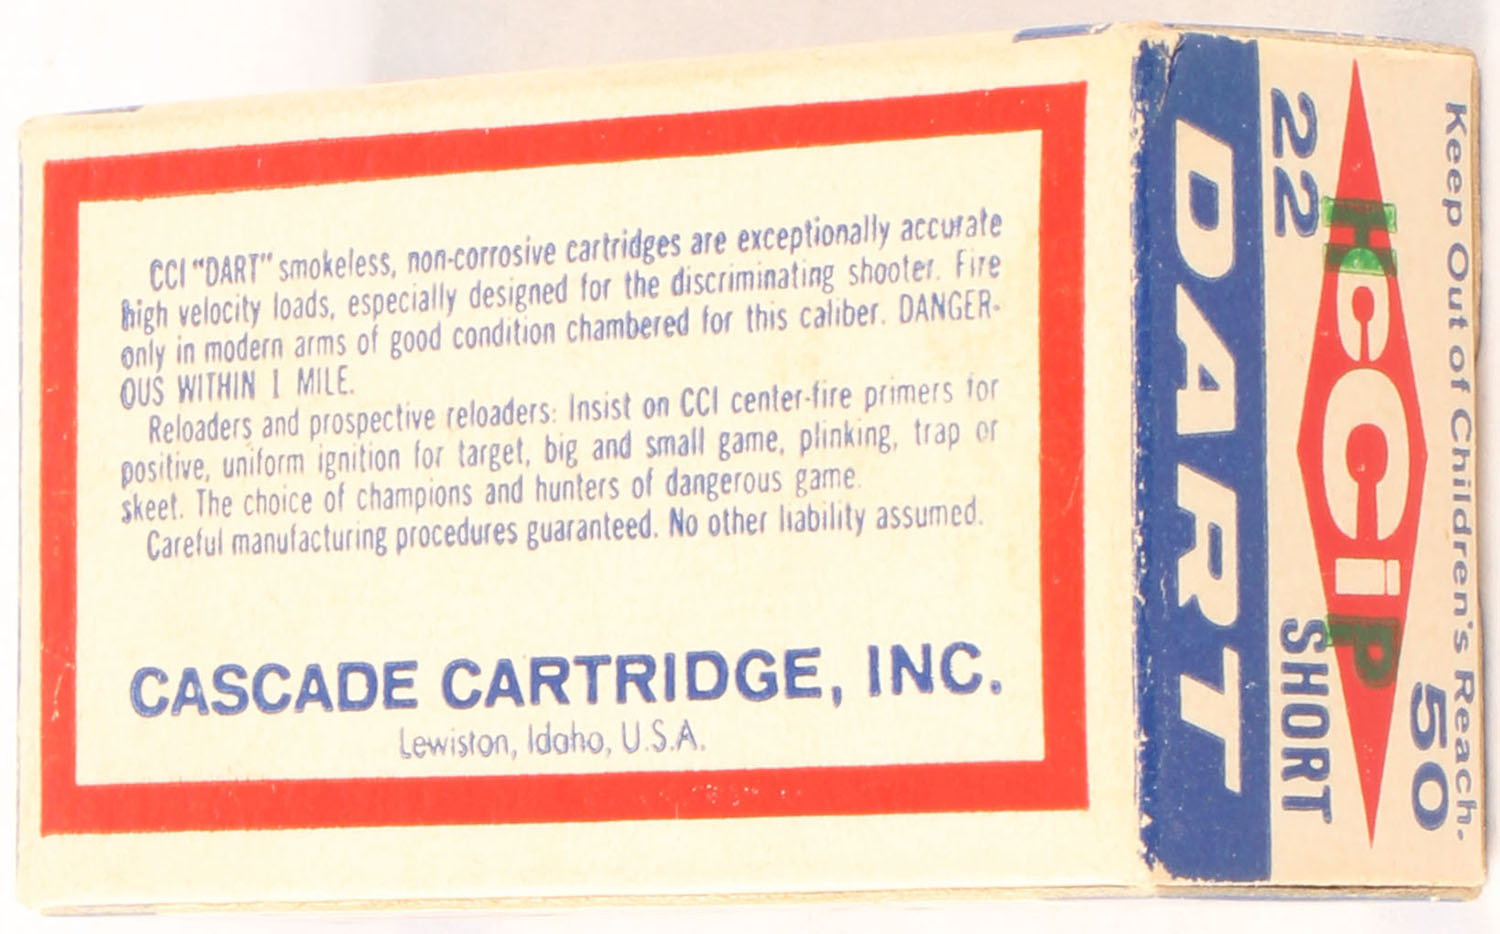 CCI "DART" smokeless, non-corrosive cartridges are exceptionally accurate
high velocity loads, especially designed for the discriminating shooter. Fire
only in modern arms of good condition chambered for this caliber. DANGER-
OUS WITHIN 1 MILE.
Reloaders and prospective reloaders: Insist on CCI center-fire primers for
positive, uniform ignition for target, big and small game, plinking, trap or
skeet. The choice of champions and hunters of dangerous game.
Careful manufacturing procedures guaranteed. No other liability assumed.
CASCADE CARTRIDGE, INC.
Lewiston, Idaho, U.S.A.
Keep Out of Children's Reach.
50
cCi
22 SHORT
DART